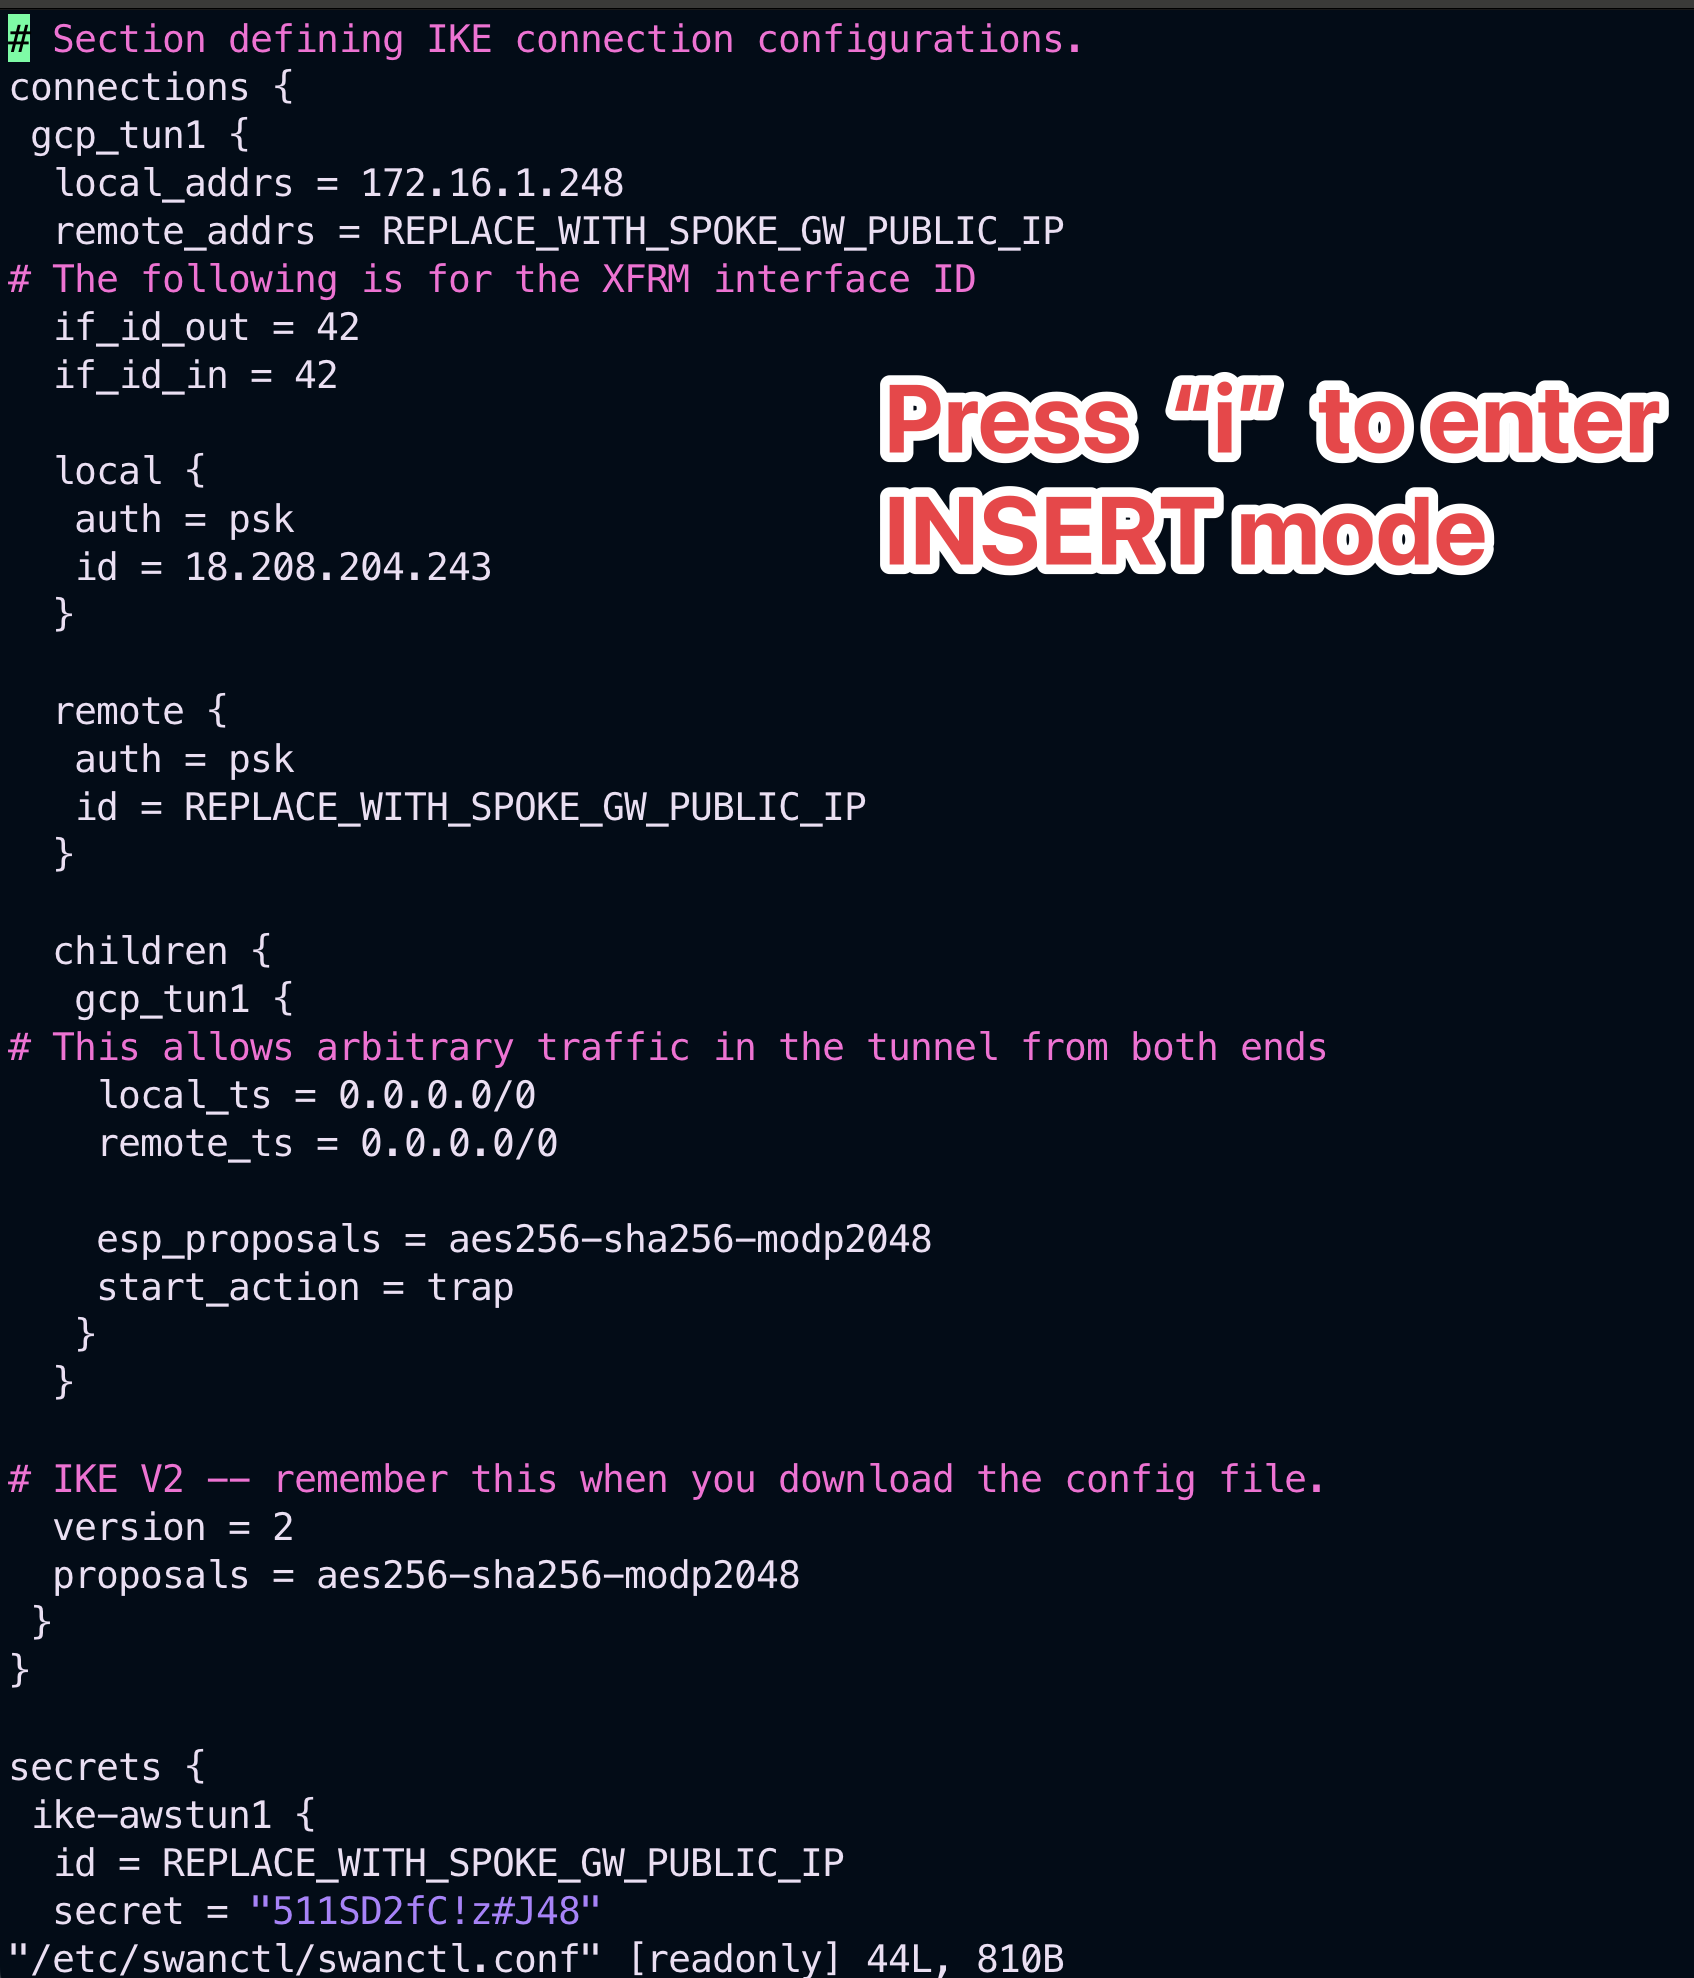 # Section defining IKE connection configurations.
connections {
 gcp_tun1 {
  local_addrs = 172.16.1.248
  remote_addrs = REPLACE_WITH_SPOKE_GW_PUBLIC_IP
# The following is for the XFRM interface ID
  if_id_out = 42
  if_id_in = 42
Press “i” to enter
INSERT mode
  local {
   auth = psk
   id = 18.208.204.243
  }
  remote {
   auth = psk
   id = REPLACE_WITH_SPOKE_GW_PUBLIC_IP
  }
  children {
   gcp_tun1 {
# This allows arbitrary traffic in the tunnel from both ends
    local_ts = 0.0.0.0/0
    remote_ts = 0.0.0.0/0
    esp_proposals = aes256-sha256-modp2048
    start_action = trap
   }
  }
# IKE V2 -- remember this when you download the config file.
  version = 2
  proposals = aes256-sha256-modp2048
 }
}
secrets {
 ike-awstun1 {
  id = REPLACE_WITH_SPOKE_GW_PUBLIC_IP
  secret = "511SD2fC!z#J48"
"/etc/swanctl/swanctl.conf" [readonly] 44L, 810B